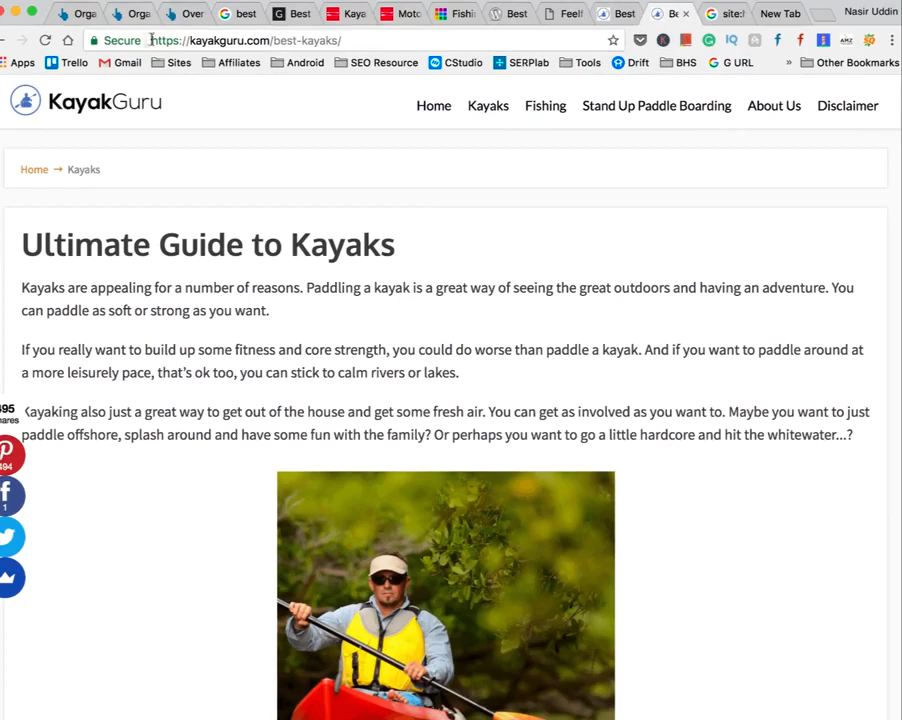 Orga Orga Over best Best Kaya Moto Fishi Best Feelf Best Be site:h New Tab Nasir Uddin
Secure https://kayakguru.com/best-kayaks/
Apps Trello Gmail Sites Affiliates Android SEO Resource CStudio SERPlab Tools Drift BHS G URL » Other Bookmarks
KayakGuru Home Kayaks Fishing Stand Up Paddle Boarding About Us Disclaimer
Home → Kayaks
Ultimate Guide to Kayaks
Kayaks are appealing for a number of reasons. Paddling a kayak is a great way of seeing the great outdoors and having an adventure. You
can paddle as soft or strong as you want.
If you really want to build up some fitness and core strength, you could do worse than paddle a kayak. And if you want to paddle around at
a more leisurely pace, that's ok too, you can stick to calm rivers or lakes.
Kayaking also just a great way to get out of the house and get some fresh air. You can get as involved as you want to. Maybe you want to just
paddle offshore, splash around and have some fun with the family? Or perhaps you want to go a little hardcore and hit the whitewater...?
495
hares
494
1